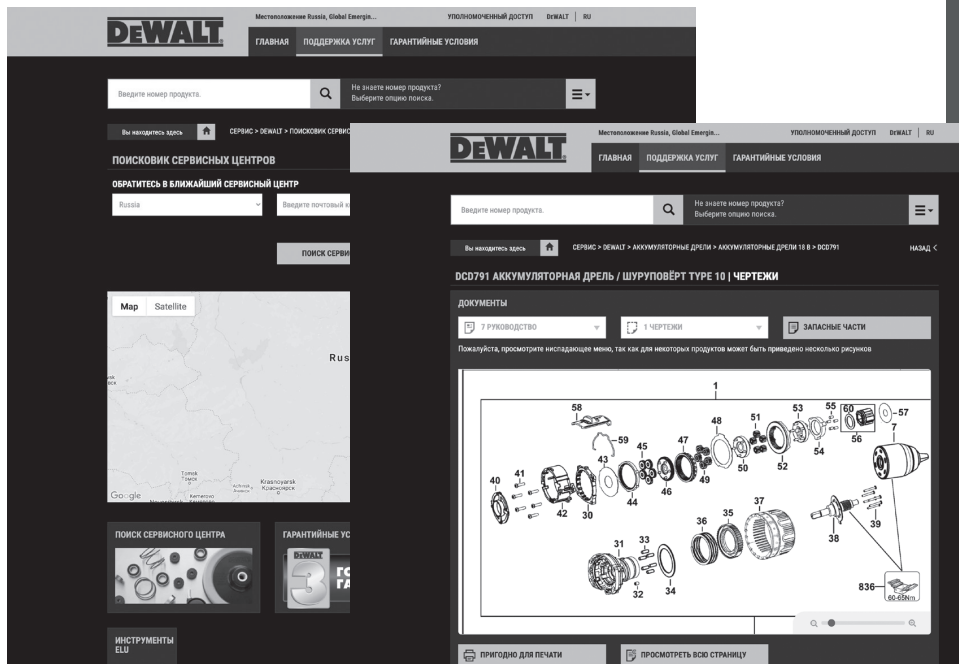 Местоположение Russia, Global Emergin...
УПОЛНОМОЧЕННЫЙ ДОСТУП DeWALT | RU
DEWALT
ГЛАВНАЯ ПОДДЕРЖКА УСЛУГ ГАРАНТИЙНЫЕ УСЛОВИЯ
Введите номер продукта.
Не знаете номер продукта?
Выберите опцию поиска.
Вы находитесь здесь
СЕРВИС > DEWALT > ПОИСКОВИК СЕРВИС
ПОИСКОВИК СЕРВИСНЫХ ЦЕНТРОВ
ОБРАТИТЕСЬ В БЛИЖАЙШИЙ СЕРВИСНЫЙ ЦЕНТР
Russia
Введите почтовый к
ПОИСК СЕРВИ
Map Satellite
Rus
Tomsk
Томск
Achinsk
Ачинск
Krasnoyarsk
Красноярск
Kemerovo
Google
ПОИСК СЕРВИСНОГО ЦЕНТРА
ГАРАНТИЙНЫЕ УС
DEWALT
3
ГО
ГА
ИНСТРУМЕНТЫ
ELU
Местоположение Russia, Global Emergin...
УПОЛНОМОЧЕННЫЙ ДОСТУП DeWALT | RU
DEWALT
ГЛАВНАЯ ПОДДЕРЖКА УСЛУГ ГАРАНТИЙНЫЕ УСЛОВИЯ
Введите номер продукта.
Не знаете номер продукта?
Выберите опцию поиска.
Вы находитесь здесь
СЕРВИС > DEWALT > АККУМУЛЯТОРНЫЕ ДРЕЛИ > АККУМУЛЯТОРНЫЕ ДРЕЛИ 18 В > DCD791
НАЗАД <
DCD791 АККУМУЛЯТОРНАЯ ДРЕЛЬ / ШУРУПОВЁРТ TYPE 10 | ЧЕРТЕЖИ
ДОКУМЕНТЫ
7 РУКОВОДСТВО
1 ЧЕРТЕЖИ
ЗАПАСНЫЕ ЧАСТИ
Пожалуйста, просмотрите ниспадающее меню, так как для некоторых продуктов может быть приведено несколько рисунков
1
58 59 43 45 47 48 51 53 55 60 57
7
40 41 42 30 44 46 49 50 52 54 56
37 35 36 38 39
31 33 32 34
836
60-65Nm
ПРИГОДНО ДЛЯ ПЕЧАТИ
ПРОСМОТРЕТЬ ВСЮ СТРАНИЦУ